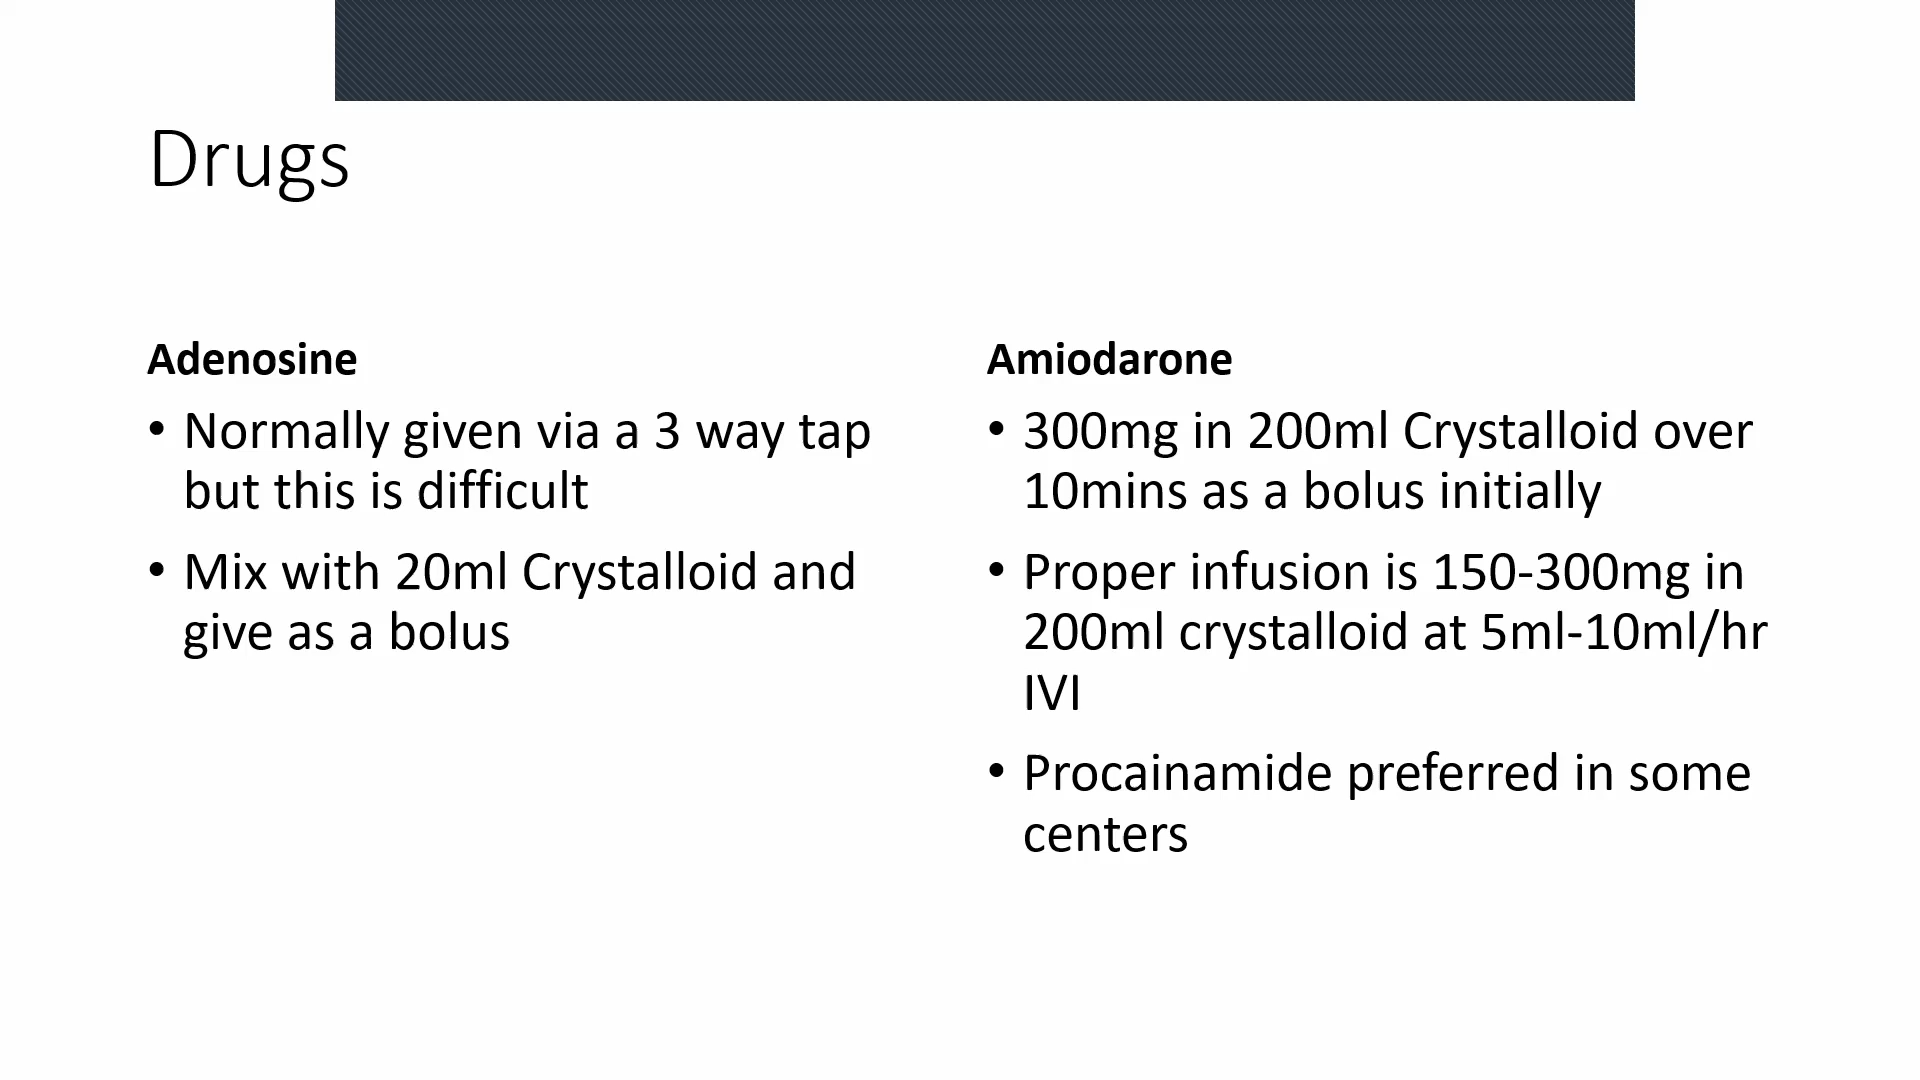 Drugs
Adenosine
• Normally given via a 3 way tap
but this is difficult
• Mix with 20ml Crystalloid and
give as a bolus
Amiodarone
• 300mg in 200ml Crystalloid over
10mins as a bolus initially
• Proper infusion is 150-300mg in
200ml crystalloid at 5ml-10ml/hr
IVI
• Procainamide preferred in some
centers